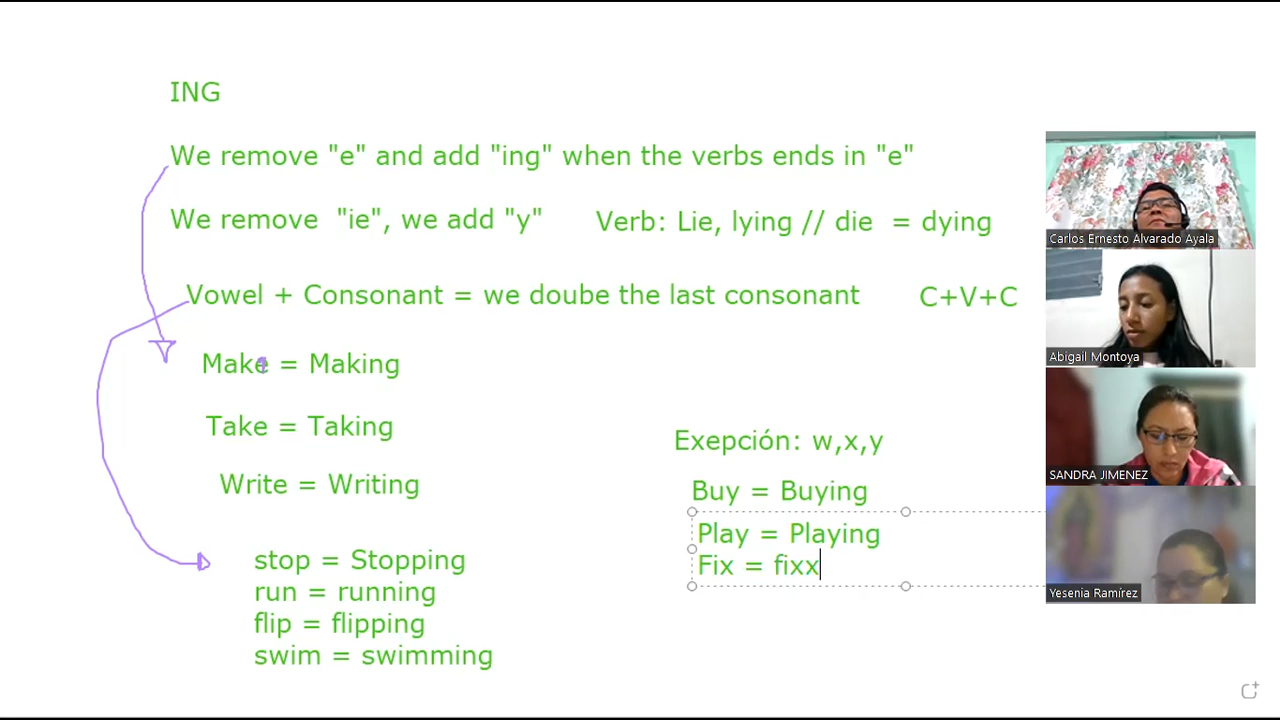 ING
We remove "e" and add "ing" when the verbs ends in "e"
We remove "ie", we add "y" Verb: Lie, lying // die = dying
Vowel + Consonant = we doube the last consonant C+V+C
Make = Making
Take = Taking
Write = Writing
stop = Stopping
run = running
flip = flipping
swim = swimming
Exepción: w,x,y
Buy = Buying
Play = Playing
Fix = fixx
Carlos Ernesto Alvarado Ayala
Abigail Montoya
SANDRA JIMENEZ
Yesenia Ramírez